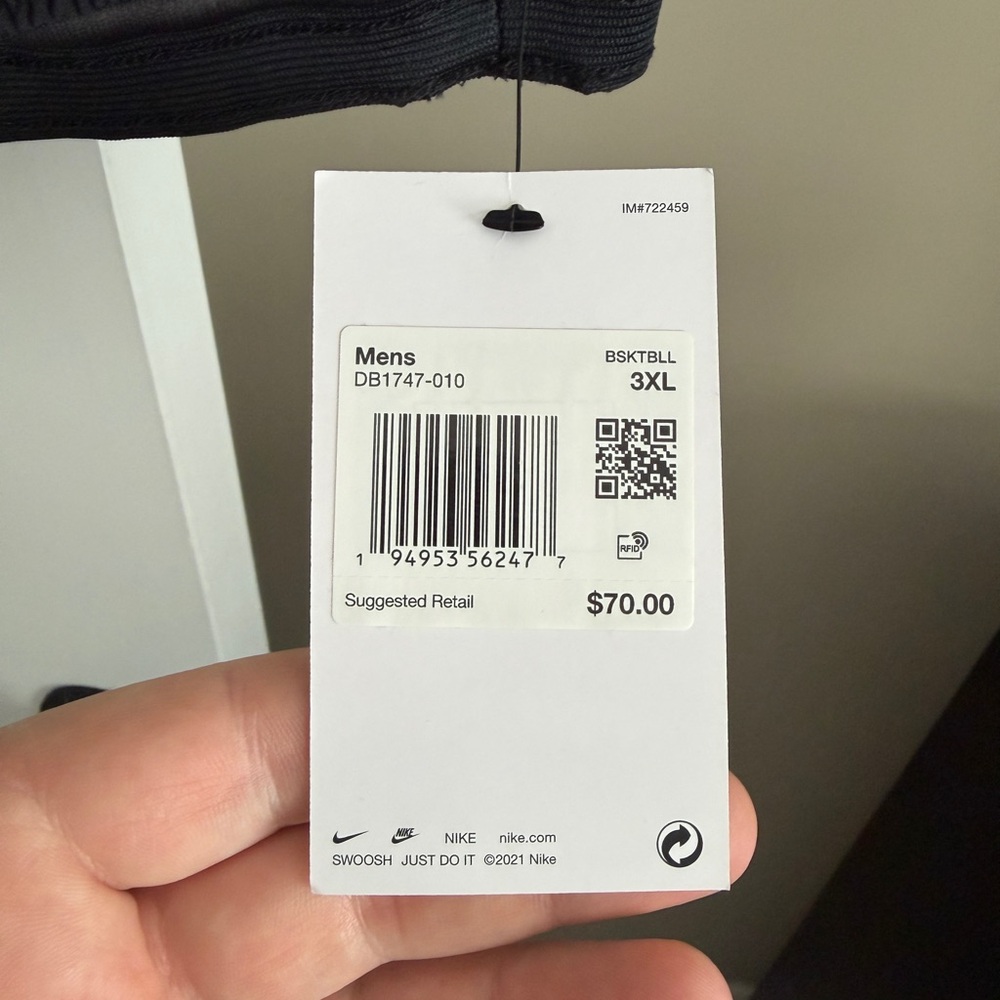 IM#722459
Mens BSKTBLL
DB1747-010 3XL
1 94953 56247 7
RFID
Suggested Retail $70.00
NIKE NIKE nike.com
SWOOSH JUST DO IT ©2021 Nike